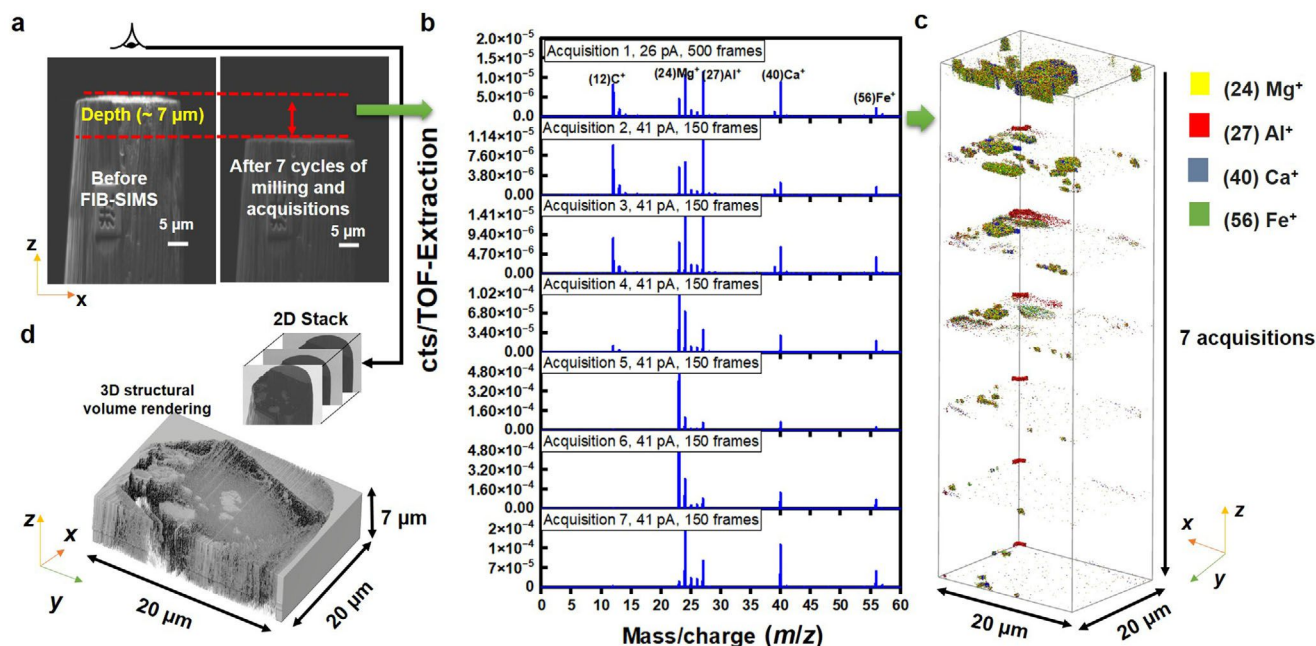 a
Depth (~ 7 μm)
Before
FIB-SIMS
5 μm
After 7 cycles of
milling and
acquisitions
5 μm
z
x
b
cts/TOF-Extraction
2.0×10⁻⁵
1.5×10⁻⁵
1.0×10⁻⁵
5.0×10⁻⁶
0.0
Acquisition 1, 26 pA, 500 frames
(12)C⁺
(24)Mg⁺
(27)Al⁺
(40)Ca⁺
(56)Fe⁺
1.14×10⁻⁵
7.60×10⁻⁶
3.80×10⁻⁶
0.00
Acquisition 2, 41 pA, 150 frames
1.41×10⁻⁵
9.40×10⁻⁶
4.70×10⁻⁶
0.00
Acquisition 3, 41 pA, 150 frames
1.02×10⁻⁴
6.80×10⁻⁵
3.40×10⁻⁵
0.00
Acquisition 4, 41 pA, 150 frames
4.80×10⁻⁴
3.20×10⁻⁴
1.60×10⁻⁴
0.00
Acquisition 5, 41 pA, 150 frames
4.80×10⁻⁴
3.20×10⁻⁴
1.60×10⁻⁴
0.00
Acquisition 6, 41 pA, 150 frames
2×10⁻⁴
1×10⁻⁴
7×10⁻⁵
0
Acquisition 7, 41 pA, 150 frames
0 5 10 15 20 25 30 35 40 45 50 55 60
Mass/charge (m/z)
c
(24) Mg⁺
(27) Al⁺
(40) Ca⁺
(56) Fe⁺
7 acquisitions
20 μm
20 μm
x
z
y
d
2D Stack
3D structural
volume rendering
z
x
y
7 μm
20 μm
20 μm